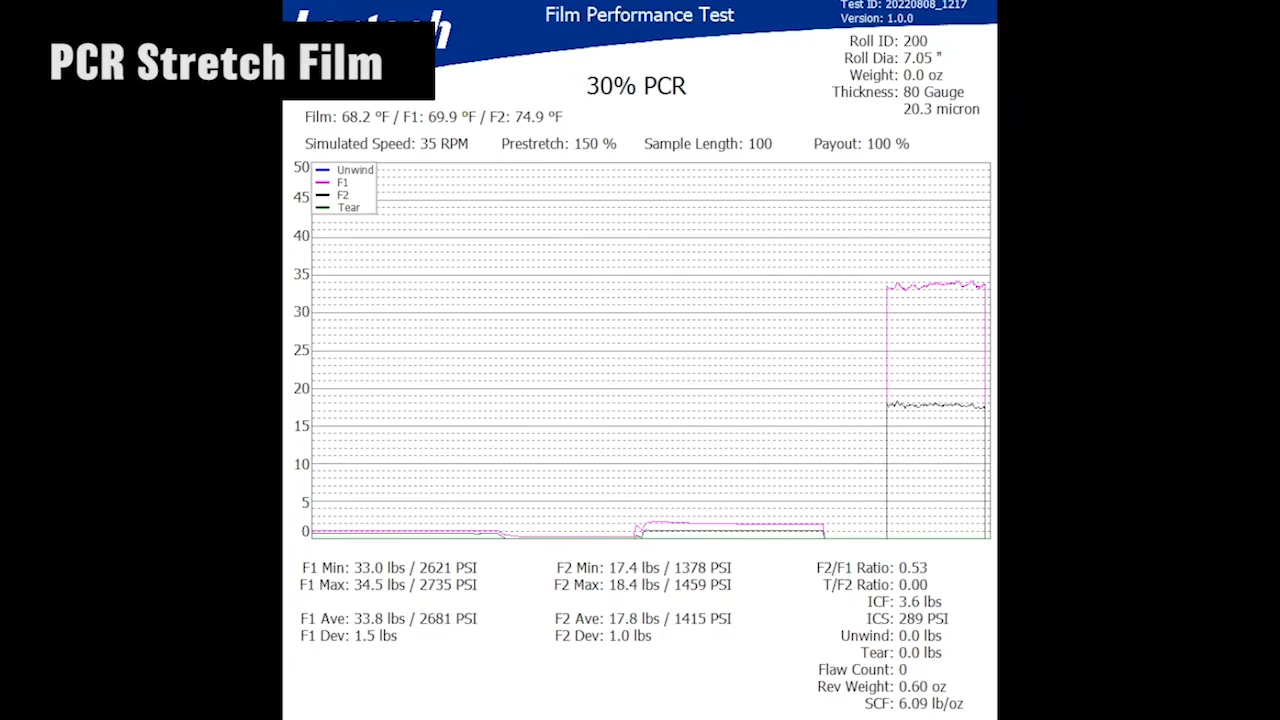 Film Performance Test
Test ID: 20220808_1217
Version: 1.0.0
PCR Stretch Film
Roll ID: 200
Roll Dia: 7.05 "
Weight: 0.0 oz
Thickness: 80 Gauge
20.3 micron
30% PCR
Film: 68.2 ºF / F1: 69.9 ºF / F2: 74.9 ºF
Simulated Speed: 35 RPM Prestretch: 150 % Sample Length: 100 Payout: 100 %
50
45
40
35
30
25
20
15
10
5
0
Unwind
F1
F2
Tear
F1 Min: 33.0 lbs / 2621 PSI
F1 Max: 34.5 lbs / 2735 PSI
F1 Ave: 33.8 lbs / 2681 PSI
F1 Dev: 1.5 lbs
F2 Min: 17.4 lbs / 1378 PSI
F2 Max: 18.4 lbs / 1459 PSI
F2 Ave: 17.8 lbs / 1415 PSI
F2 Dev: 1.0 lbs
F2/F1 Ratio: 0.53
T/F2 Ratio: 0.00
ICF: 3.6 lbs
ICS: 289 PSI
Unwind: 0.0 lbs
Tear: 0.0 lbs
Flaw Count: 0
Rev Weight: 0.60 oz
SCF: 6.09 lb/oz